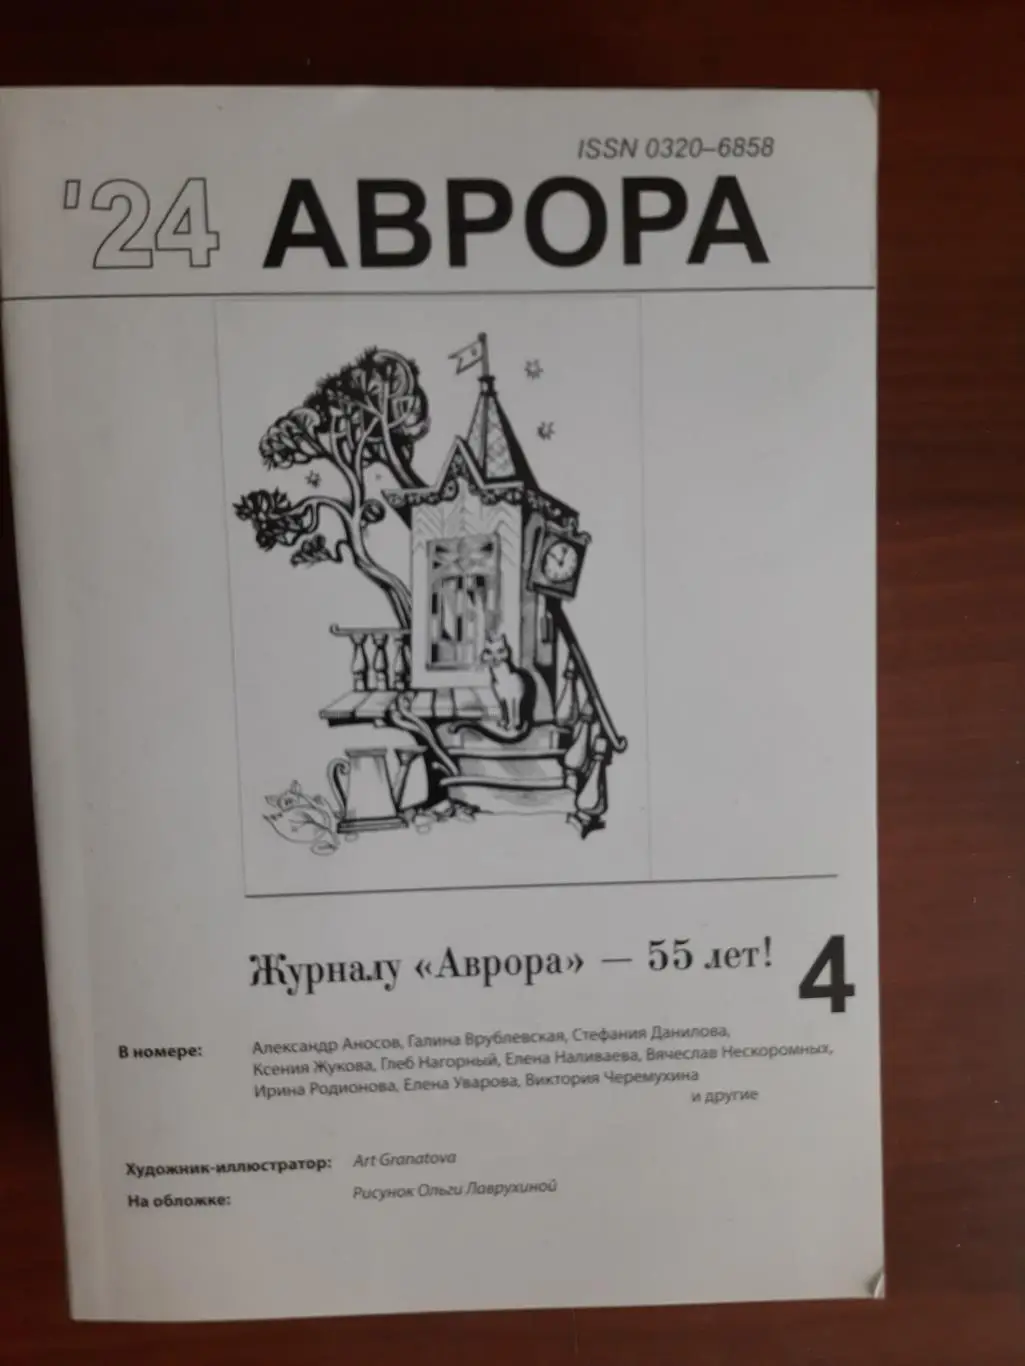 ISSN 0320–6858
'24 АВРОРА
Журналу «Аврора» — 55 лет!
4
В номере: Александр Аносов, Галина Врублевская, Стефания Данилова,
Ксения Жукова, Глеб Нагорный, Елена Наливаева, Вячеслав Нескоромных,
Ирина Родионова, Елена Уварова, Виктория Черемухина
и другие
Художник-иллюстратор: Art Granatova
На обложке: Рисунок Ольги Лаврухиной